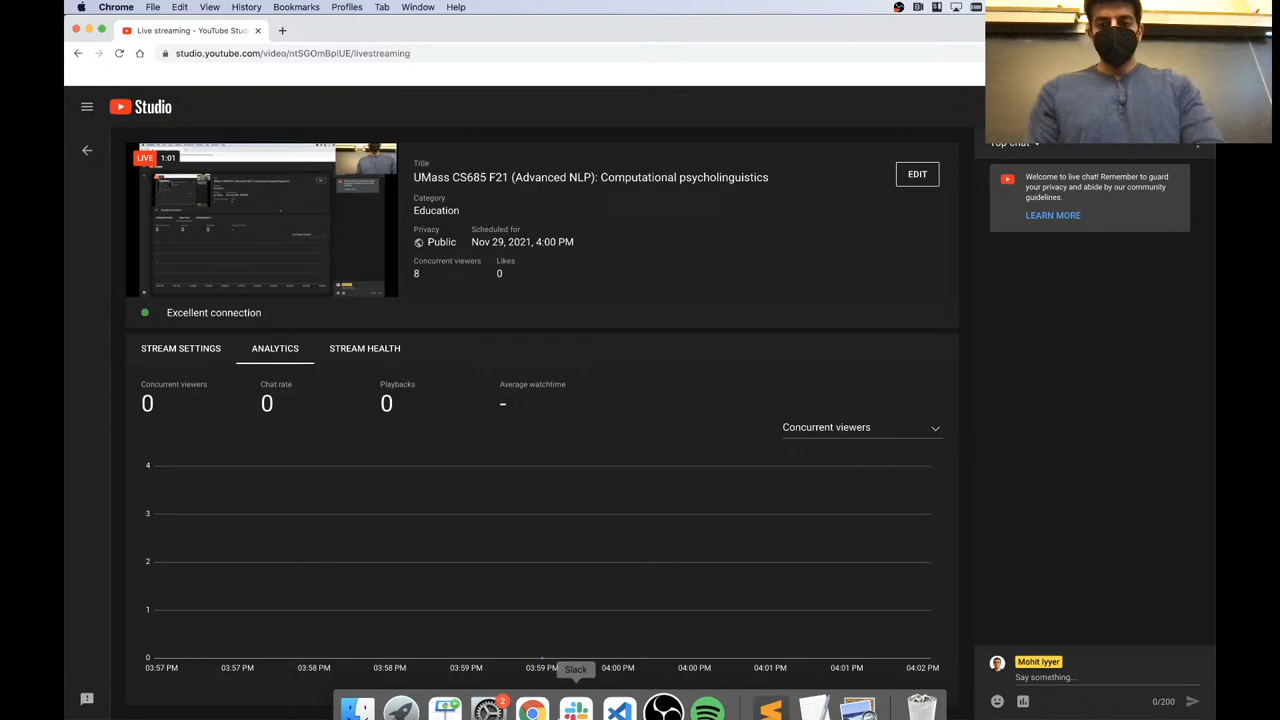 Chrome File Edit View History Bookmarks Profiles Tab Window Help
Live streaming - YouTube Stud
studio.youtube.com/video/ntSGOmBpIUE/livestreaming
Studio
LIVE 1:01
Title
UMass CS685 F21 (Advanced NLP): Computational psycholinguistics
EDIT
Category
Education
Privacy Scheduled for
Public Nov 29, 2021, 4:00 PM
Concurrent viewers Likes
8 0
Excellent connection
STREAM SETTINGS ANALYTICS STREAM HEALTH
Concurrent viewers Chat rate Playbacks Average watchtime
0 0 0 -
Concurrent viewers
4
3
2
1
0
03:57 PM 03:57 PM 03:58 PM 03:58 PM 03:59 PM 03:59 PM 04:00 PM 04:00 PM 04:01 PM 04:01 PM 04:02 PM
Slack
2
Top chat
Welcome to live chat! Remember to guard
your privacy and abide by our community
guidelines.
LEARN MORE
Mohit Iyyer
Say something...
0/200